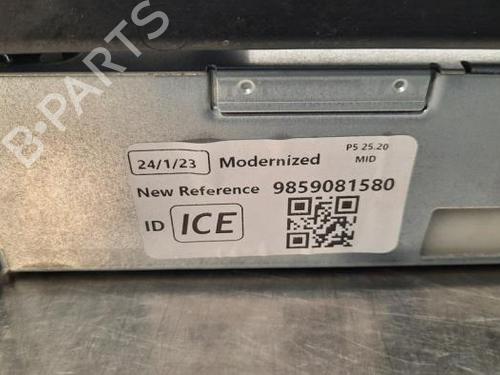 24/1/23 Modernized P5 25.20
MID
New Reference 9859081580
ID ICE
B-PARTS